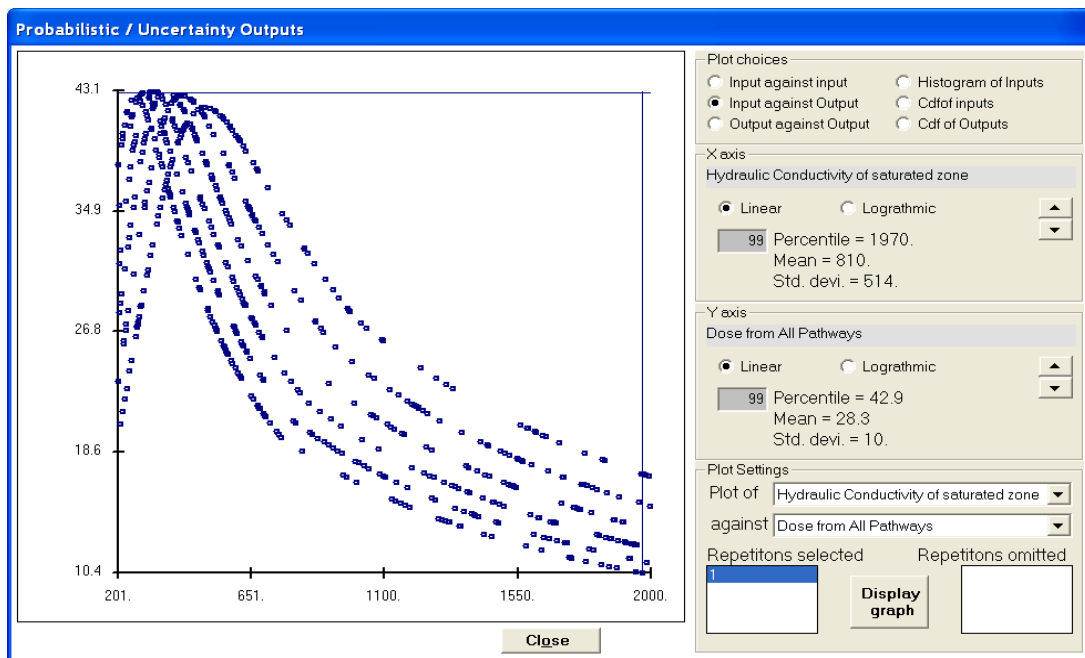 Probabilistic / Uncertainty Outputs
43.1
34.9
26.8
18.6
10.4
201.
651.
1100.
1550.
2000.
Close
Plot choices
Input against input
Histogram of Inputs
Input against Output
Cdfof inputs
Output against Output
Cdf of Outputs
X axis
Hydraulic Conductivity of saturated zone
Linear
Lograthmic
99 Percentile = 1970.
Mean = 810.
Std. devi. = 514.
Y axis
Dose from All Pathways
Linear
Lograthmic
99 Percentile = 42.9
Mean = 28.3
Std. devi. = 10.
Plot Settings
Plot of Hydraulic Conductivity of saturated zone
against Dose from All Pathways
Repetitons selected
Repetitons omitted
1
Display
graph